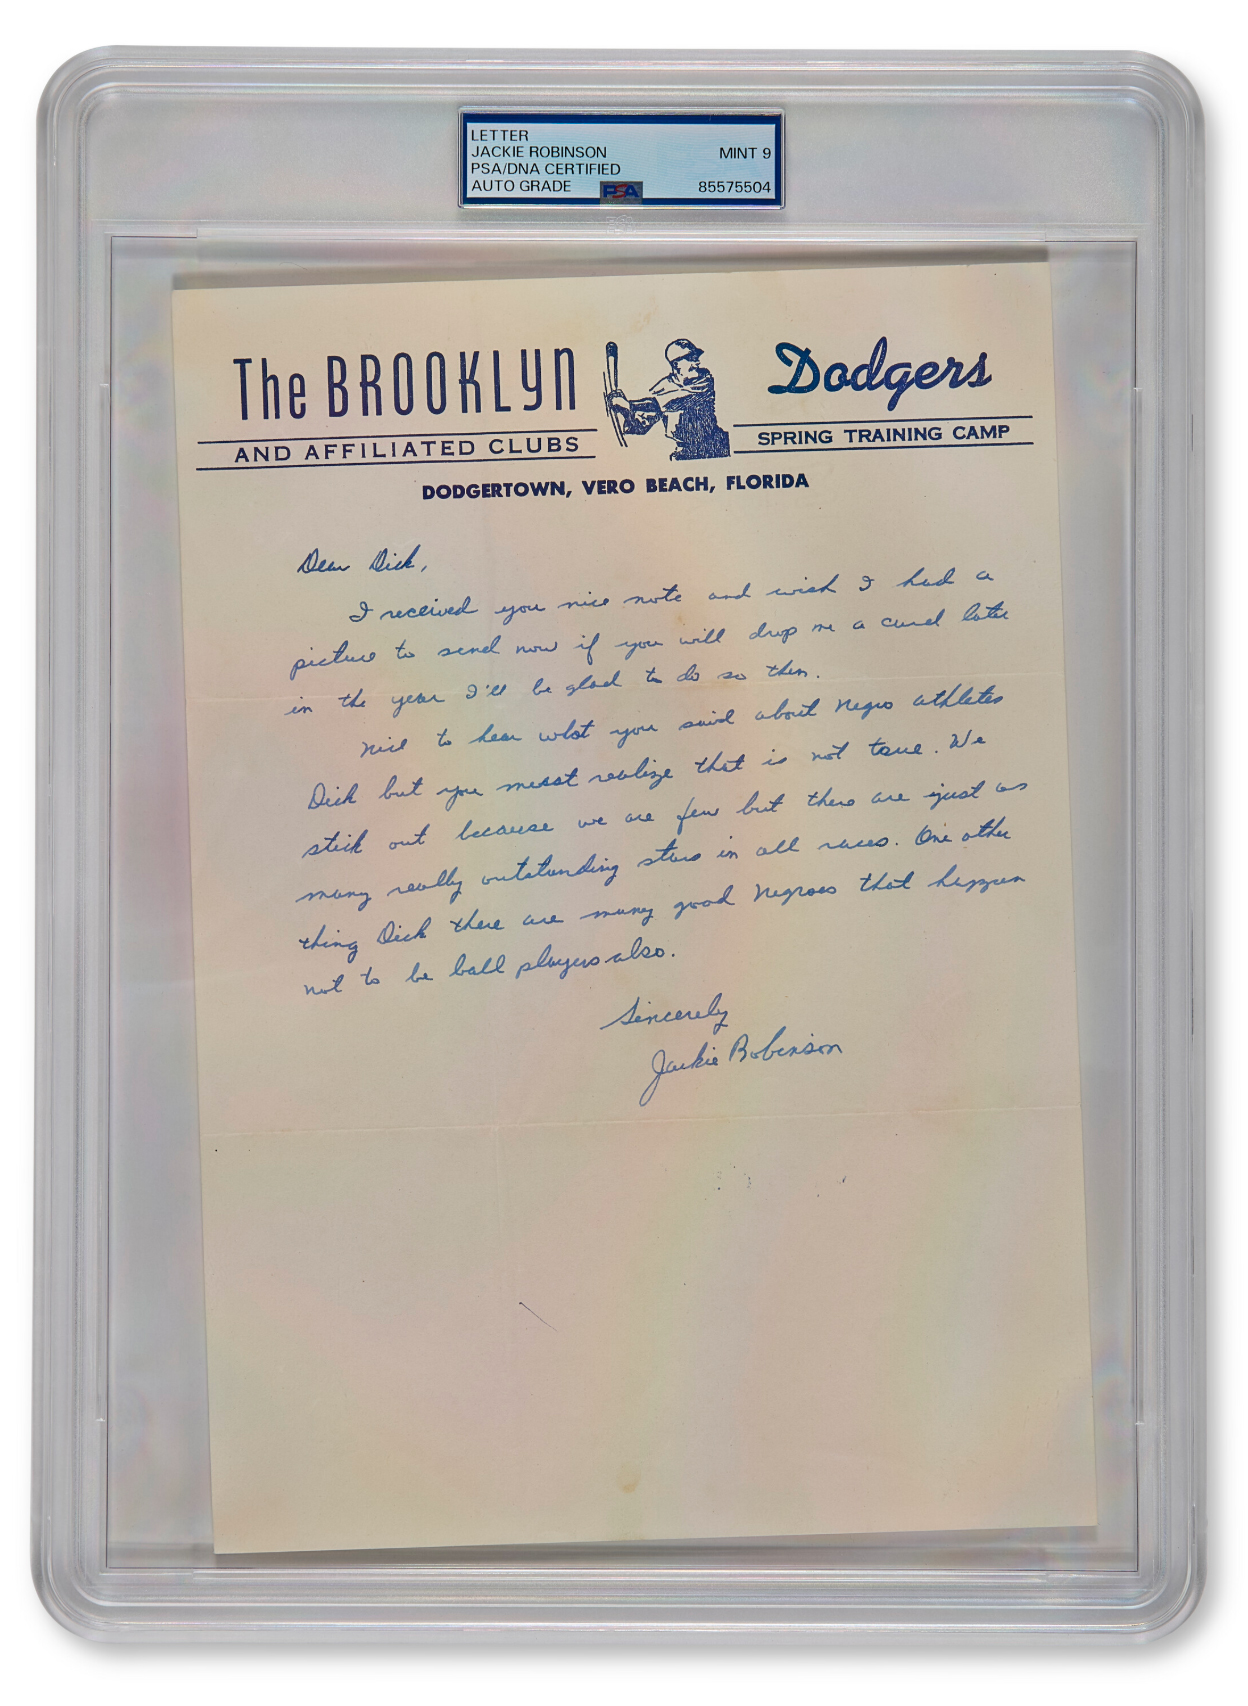 LETTER
JACKIE ROBINSON MINT 9
PSA/DNA CERTIFIED
AUTO GRADE PSA 85575504
The BROOKLYN Dodgers
AND AFFILIATED CLUBS SPRING TRAINING CAMP
DODGERTOWN, VERO BEACH, FLORIDA
Dear Dick,
I received you nice note and wish I had a
picture to send now if you will drop me a card later
in the year I'll be glad to do so then.
Nice to hear what you said about Negro athletes
Dick but you must realize that is not true. We
stick out because we are few but there are just as
many really outstanding stars in all races. One other
thing Dick there are many good Negroes that happen
not to be ball players also.
Sincerely
Jackie Robinson